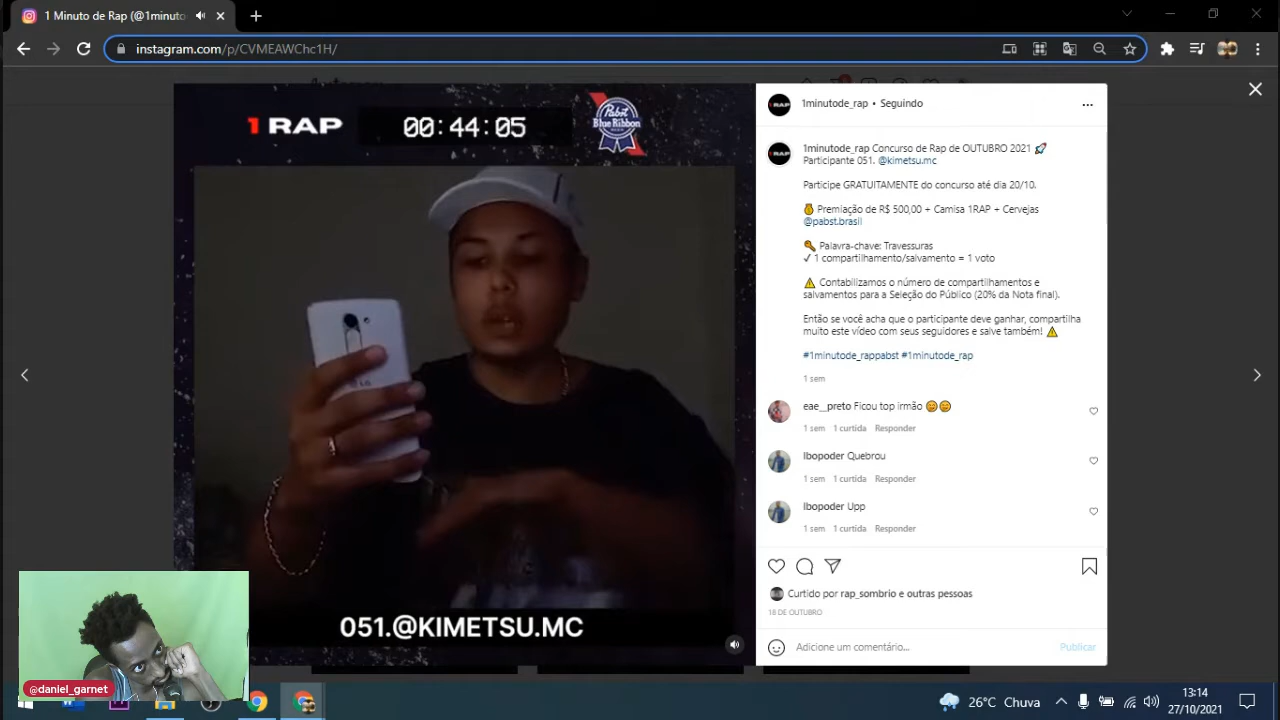 1 Minuto de Rap (@1minuto
instagram.com/p/CVMEAWChc1H/
1 RAP
00:44:05
Pabst
Blue Ribbon
LG
051.@KIMETSU.MC
@daniel_garnet
1minutode_rap • Seguindo
1minutode_rap Concurso de Rap de OUTUBRO 2021 🚀
Participante 051. @kimetsu.mc
Participe GRATUITAMENTE do concurso até dia 20/10.
🥇 Premiação de R$ 500,00 + Camisa 1RAP + Cervejas
@pabst.brasil
🔑 Palavra-chave: Travessuras
✓ 1 compartilhamento/salvamento = 1 voto
⚠ Contabilizamos o número de compartilhamentos e
salvamentos para a Seleção do Público (20% da Nota final).
Então se você acha que o participante deve ganhar, compartilha
muito este vídeo com seus seguidores e salve também! ⚠
#1minutode_rappabst #1minutode_rap
1 sem
eae__preto Ficou top irmão 😊😊
1 sem 1 curtida Responder
lbopoder Quebrou
1 sem 1 curtida Responder
lbopoder Upp
1 sem 1 curtida Responder
Curtido por rap_sombrio e outras pessoas
18 DE OUTUBRO
Adicione um comentário...
Publicar
26°C Chuva
13:14
27/10/2021